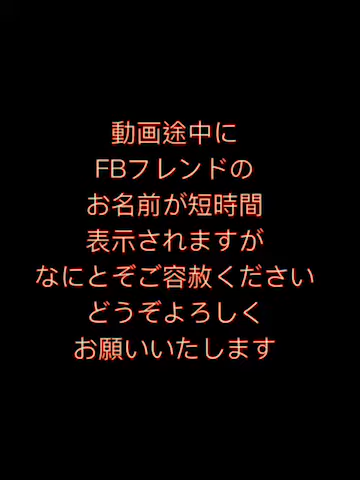 動画途中に
FBフレンドの
お名前が短時間
表示されますが
なにとぞご容赦ください
どうぞよろしく
お願いいたします